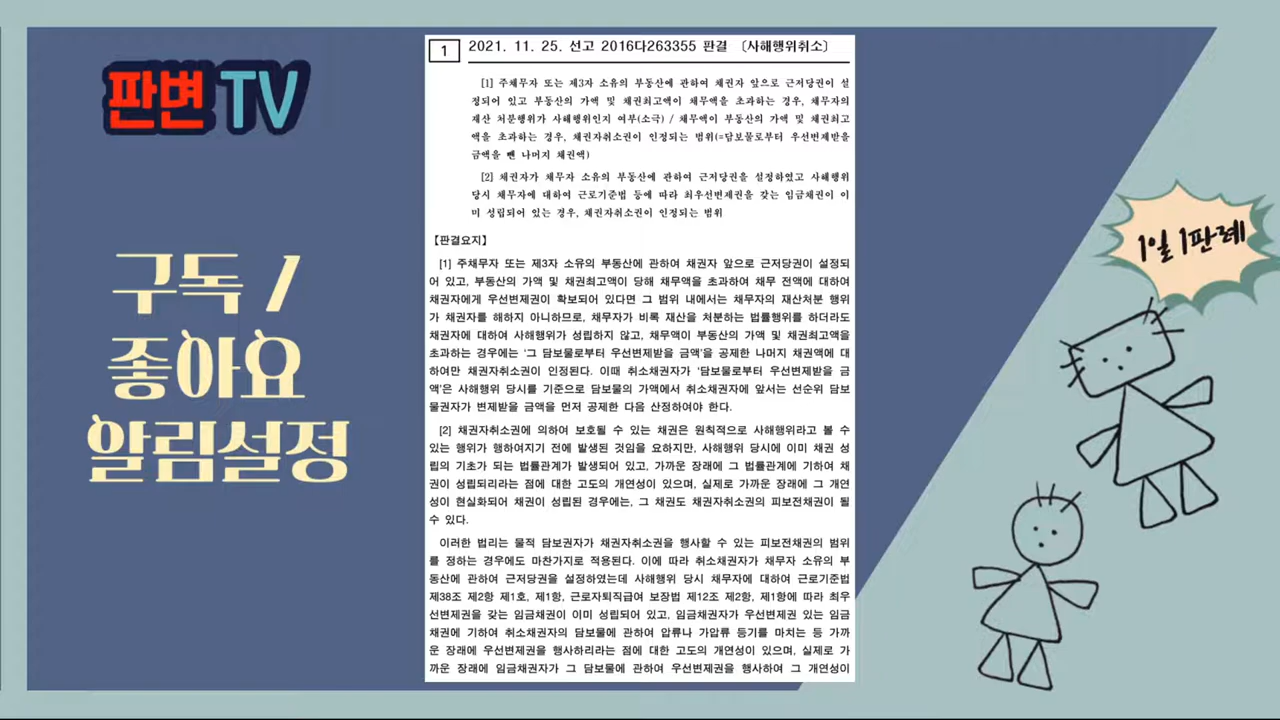 판변 TV
구독 /
좋아요
알림설정
1 2021. 11. 25. 선고 2016다263355 판결 〔사해행위취소〕
[1] 주채무자 또는 제3자 소유의 부동산에 관하여 채권자 앞으로 근저당권이 설
정되어 있고 부동산의 가액 및 채권최고액이 채무액을 초과하는 경우, 채무자의
재산 처분행위가 사해행위인지 여부(소극) / 채무액이 부동산의 가액 및 채권최고
액을 초과하는 경우, 채권자취소권이 인정되는 범위(=담보물로부터 우선변제받을
금액을 뺀 나머지 채권액)
[2] 채권자가 채무자 소유의 부동산에 관하여 근저당권을 설정하였고 사해행위
당시 채무자에 대하여 근로기준법 등에 따라 최우선변제권을 갖는 임금채권이 이
미 성립되어 있는 경우, 채권자취소권이 인정되는 범위
【판결요지】
[1] 주채무자 또는 제3자 소유의 부동산에 관하여 채권자 앞으로 근저당권이 설정되
어 있고, 부동산의 가액 및 채권최고액이 당해 채무액을 초과하여 채무 전액에 대하여
채권자에게 우선변제권이 확보되어 있다면 그 범위 내에서는 채무자의 재산처분 행위
가 채권자를 해하지 아니하므로, 채무자가 비록 재산을 처분하는 법률행위를 하더라도
채권자에 대하여 사해행위가 성립하지 않고, 채무액이 부동산의 가액 및 채권최고액을
초과하는 경우에는 ‘그 담보물로부터 우선변제받을 금액’을 공제한 나머지 채권액에 대
하여만 채권자취소권이 인정된다. 이때 취소채권자가 ‘담보물로부터 우선변제받을 금
액’은 사해행위 당시를 기준으로 담보물의 가액에서 취소채권자에 앞서는 선순위 담보
물권자가 변제받을 금액을 먼저 공제한 다음 산정하여야 한다.
[2] 채권자취소권에 의하여 보호될 수 있는 채권은 원칙적으로 사해행위라고 볼 수
있는 행위가 행하여지기 전에 발생된 것임을 요하지만, 사해행위 당시에 이미 채권 성
립의 기초가 되는 법률관계가 발생되어 있고, 가까운 장래에 그 법률관계에 기하여 채
권이 성립되리라는 점에 대한 고도의 개연성이 있으며, 실제로 가까운 장래에 그 개연
성이 현실화되어 채권이 성립된 경우에는, 그 채권도 채권자취소권의 피보전채권이 될
수 있다.
이러한 법리는 물적 담보권자가 채권자취소권을 행사할 수 있는 피보전채권의 범위
를 정하는 경우에도 마찬가지로 적용된다. 이에 따라 취소채권자가 채무자 소유의 부
동산에 관하여 근저당권을 설정하였는데 사해행위 당시 채무자에 대하여 근로기준법
제38조 제2항 제1호, 제1항, 근로자퇴직급여 보장법 제12조 제2항, 제1항에 따라 최우
선변제권을 갖는 임금채권이 이미 성립되어 있고, 임금채권자가 우선변제권 있는 임금
채권에 기하여 취소채권자의 담보물에 관하여 압류나 가압류 등기를 마치는 등 가까
운 장래에 우선변제권을 행사하리라는 점에 대한 고도의 개연성이 있으며, 실제로 가
까운 장래에 임금채권자가 그 담보물에 관하여 우선변제권을 행사하여 그 개연성이
1일 1판례